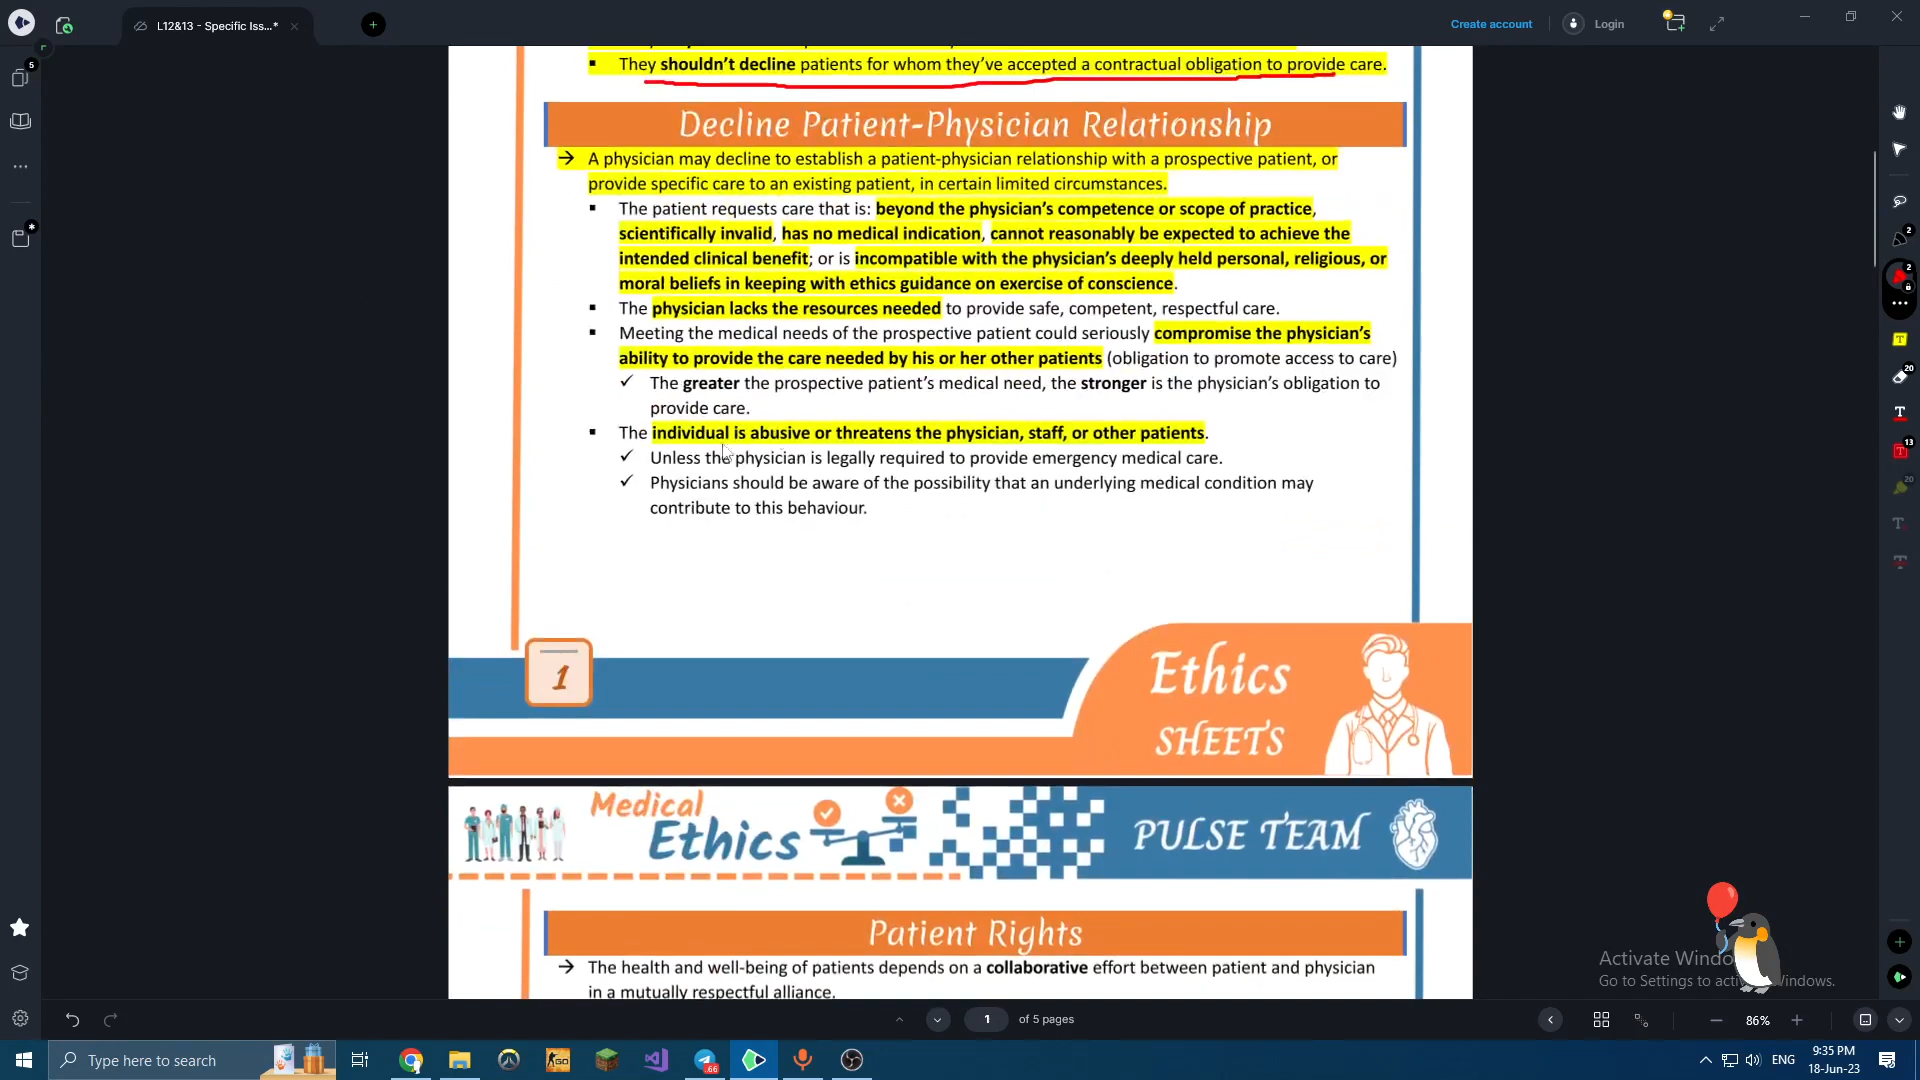 L12&13 - Specific Iss...*
Create account
Login
They shouldn't decline patients for whom they've accepted a contractual obligation to provide care.
Decline Patient-Physician Relationship
→ A physician may decline to establish a patient-physician relationship with a prospective patient, or
provide specific care to an existing patient, in certain limited circumstances.
▪ The patient requests care that is: beyond the physician's competence or scope of practice,
scientifically invalid, has no medical indication, cannot reasonably be expected to achieve the
intended clinical benefit; or is incompatible with the physician's deeply held personal, religious, or
moral beliefs in keeping with ethics guidance on exercise of conscience.
▪ The physician lacks the resources needed to provide safe, competent, respectful care.
▪ Meeting the medical needs of the prospective patient could seriously compromise the physician's
ability to provide the care needed by his or her other patients (obligation to promote access to care)
✓ The greater the prospective patient's medical need, the stronger is the physician's obligation to
provide care.
▪ The individual is abusive or threatens the physician, staff, or other patients.
✓ Unless the physician is legally required to provide emergency medical care.
✓ Physicians should be aware of the possibility that an underlying medical condition may
contribute to this behaviour.
1
Ethics
SHEETS
Medical
Ethics
PULSE TEAM
Patient Rights
→ The health and well-being of patients depends on a collaborative effort between patient and physician
in a mutually respectful alliance.
Activate Windo
Go to Settings to activ indows.
1 of 5 pages
86%
Type here to search
GO
.66
ENG
9:35 PM
18-Jun-23
5
2
2
20
13
20